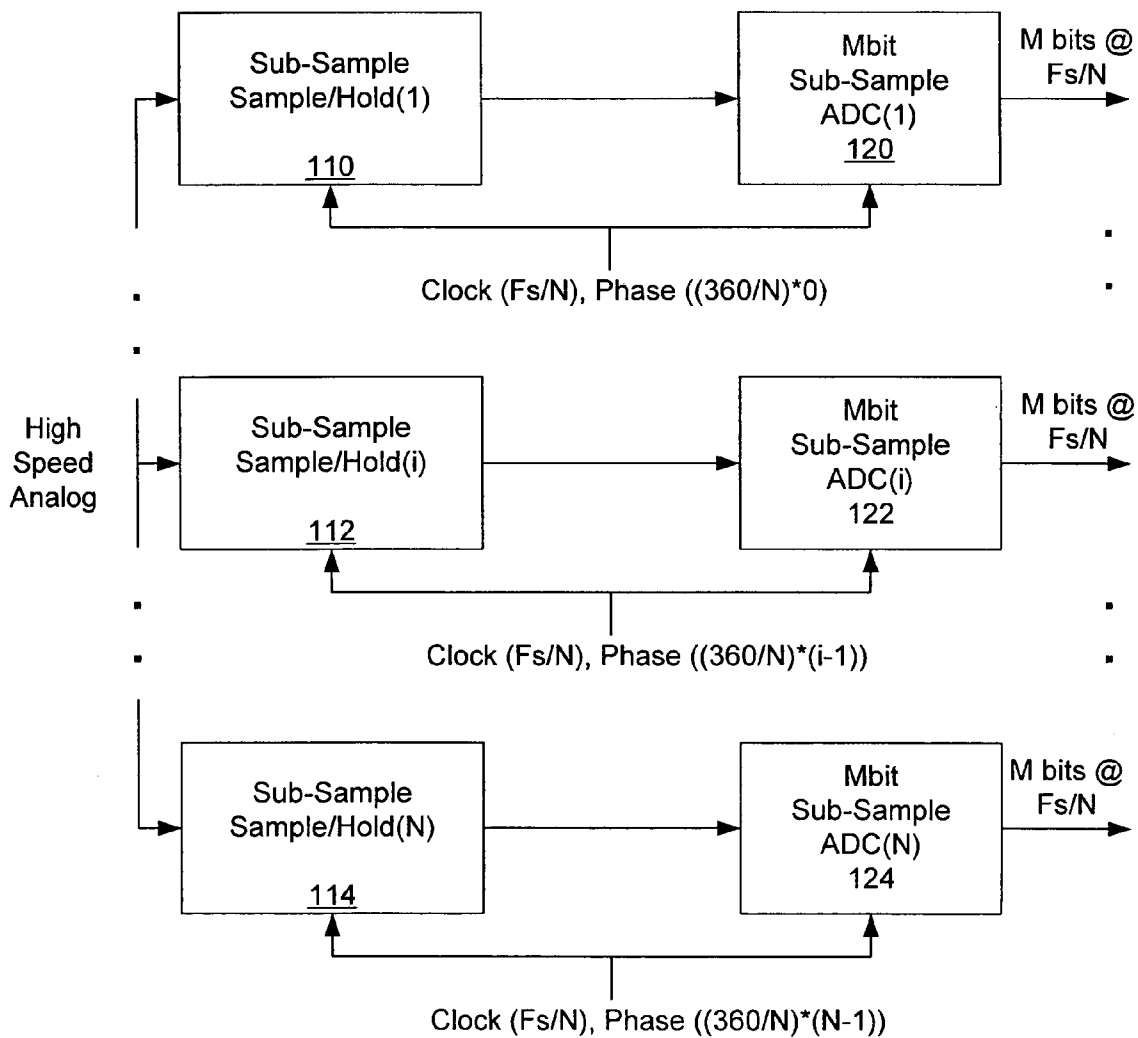 Sub-Sample
Sample/Hold(1)
110
Mbit
Sub-Sample
ADC(1)
120
M bits @
Fs/N
Clock (Fs/N), Phase ((360/N)*0)
High
Speed
Analog
Sub-Sample
Sample/Hold(i)
112
Mbit
Sub-Sample
ADC(i)
122
M bits @
Fs/N
Clock (Fs/N), Phase ((360/N)*(i-1))
Sub-Sample
Sample/Hold(N)
114
Mbit
Sub-Sample
ADC(N)
124
M bits @
Fs/N
Clock (Fs/N), Phase ((360/N)*(N-1))